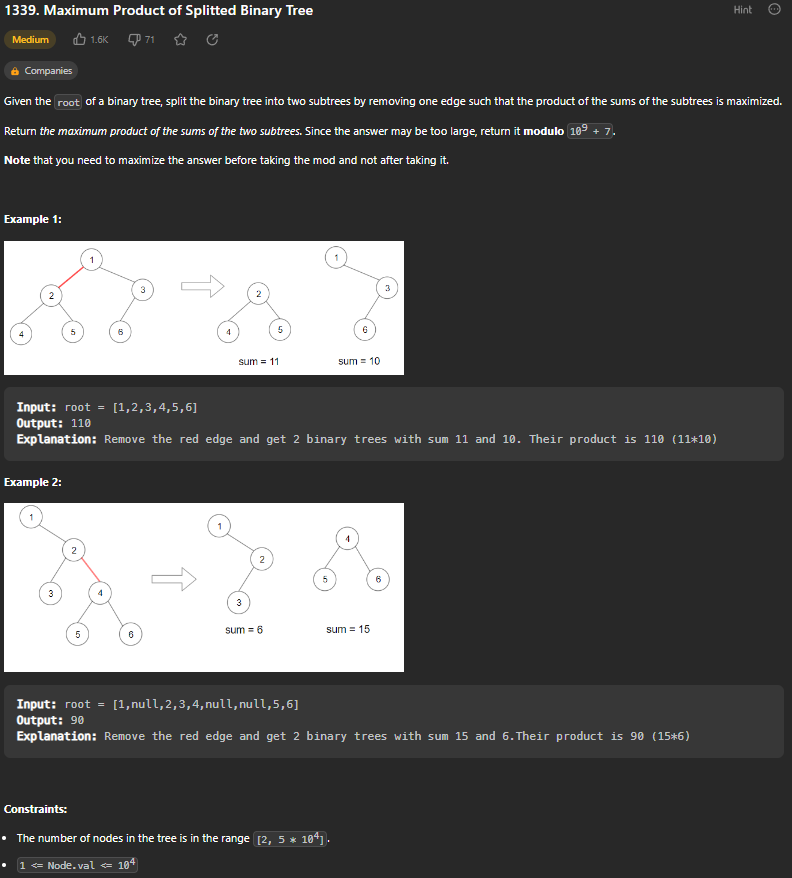 1339. Maximum Product of Splitted Binary Tree
Hint
Medium 1.6K 71
Companies
Given the root of a binary tree, split the binary tree into two subtrees by removing one edge such that the product of the sums of the subtrees is maximized.
Return the maximum product of the sums of the two subtrees. Since the answer may be too large, return it modulo 10⁹ + 7.
Note that you need to maximize the answer before taking the mod and not after taking it.
Example 1:
1 1
2 3 2 3
4 5 6 4 5 6
sum = 11 sum = 10
Input: root = [1,2,3,4,5,6]
Output: 110
Explanation: Remove the red edge and get 2 binary trees with sum 11 and 10. Their product is 110 (11*10)
Example 2:
1 1 4
2 2 5 6
3 4 3
5 6
sum = 6 sum = 15
Input: root = [1,null,2,3,4,null,null,5,6]
Output: 90
Explanation: Remove the red edge and get 2 binary trees with sum 15 and 6.Their product is 90 (15*6)
Constraints:
• The number of nodes in the tree is in the range [2, 5 * 10⁴].
• 1 <= Node.val <= 10⁴